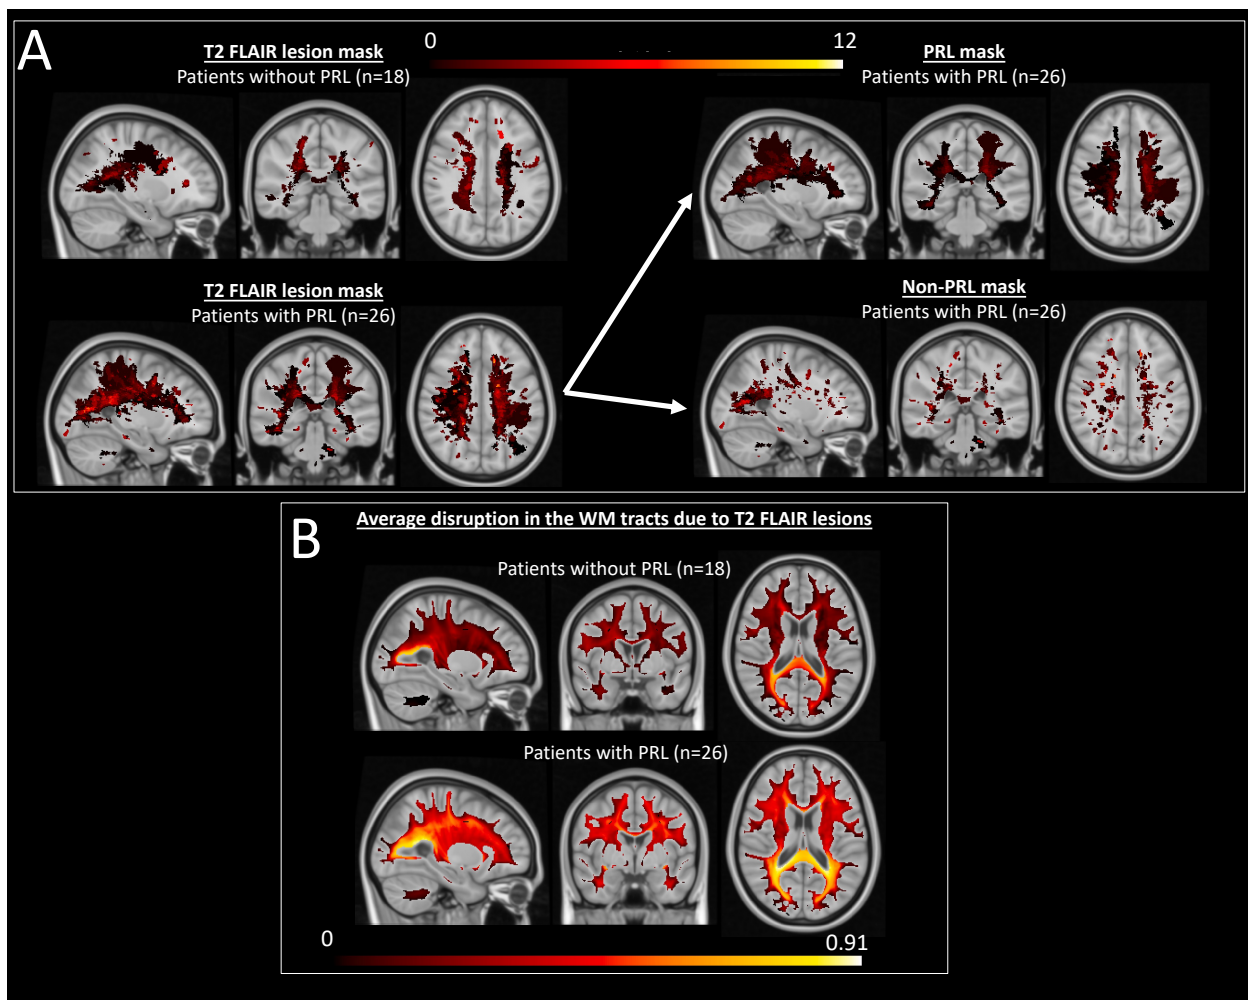 A
T2 FLAIR lesion mask
Patients without PRL (n=18)
0
12
PRL mask
Patients with PRL (n=26)
T2 FLAIR lesion mask
Patients with PRL (n=26)
Non-PRL mask
Patients with PRL (n=26)
B
Average disruption in the WM tracts due to T2 FLAIR lesions
Patients without PRL (n=18)
Patients with PRL (n=26)
0
0.91